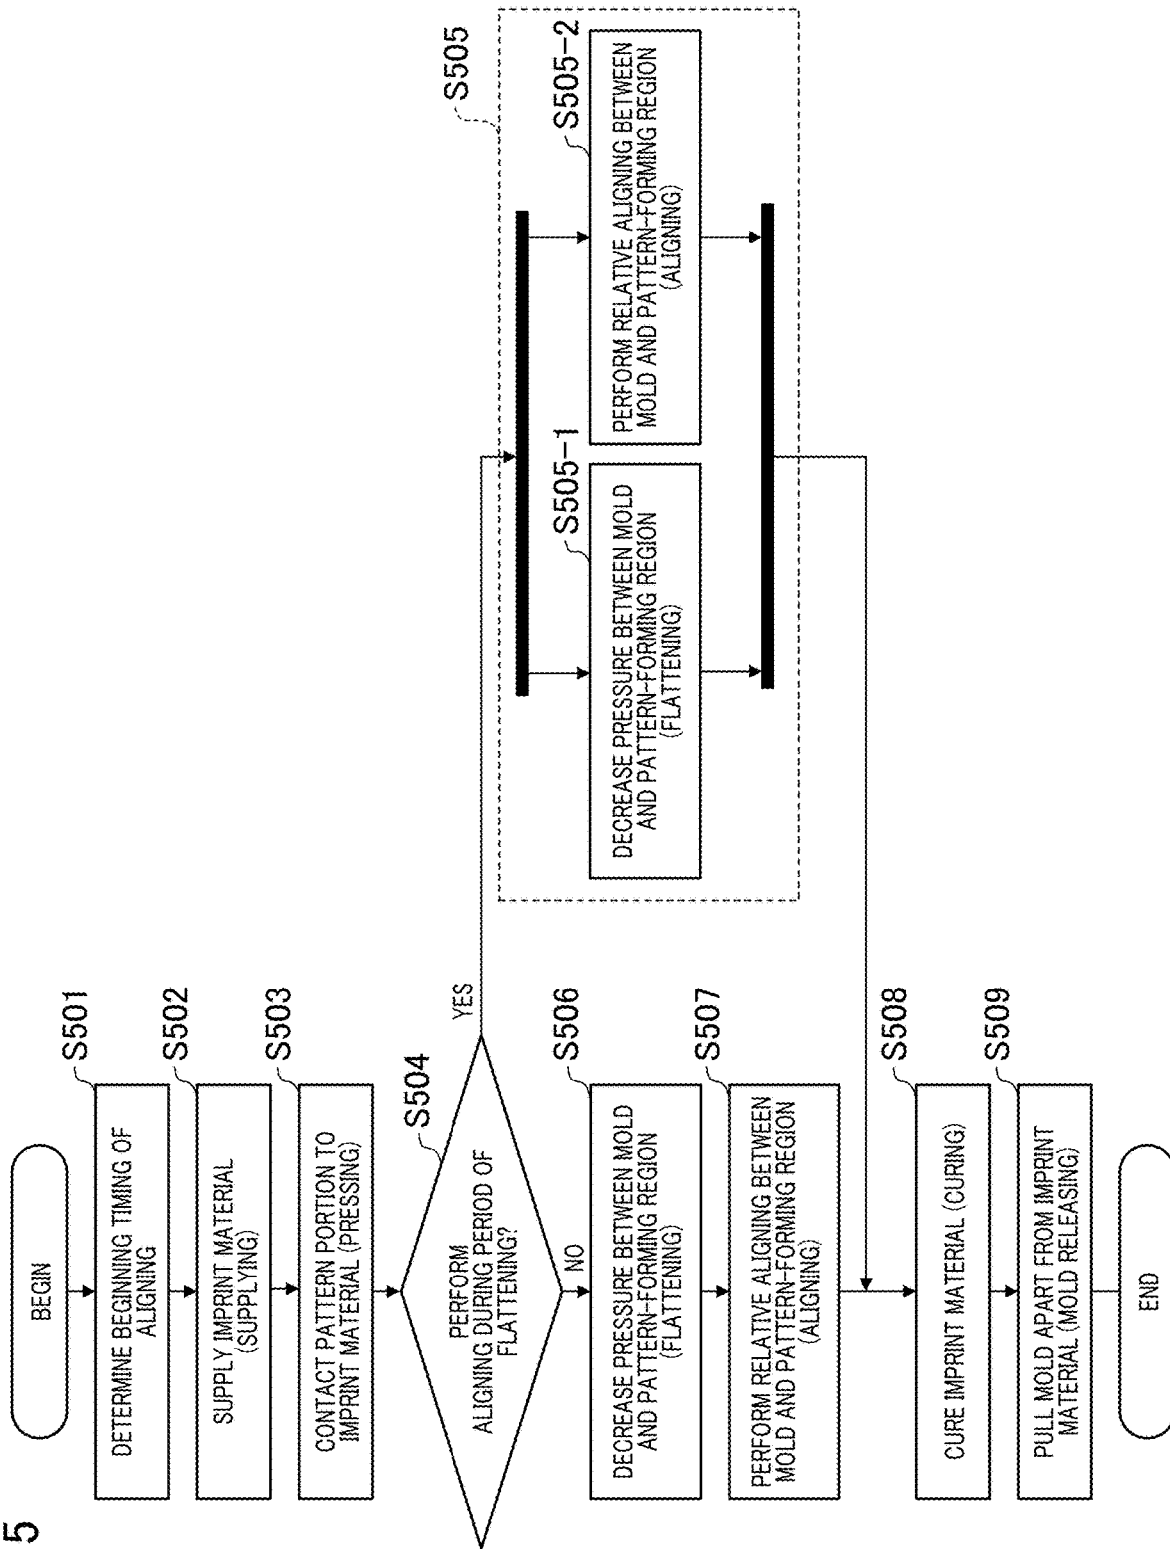 5
BEGIN
S501
DETERMINE BEGINNING TIMING OF
ALIGNING
S502
SUPPLY IMPRINT MATERIAL
(SUPPLYING)
S503
CONTACT PATTERN PORTION TO
IMPRINT MATERIAL (PRESSING)
S504
PERFORM
ALIGNING DURING PERIOD OF
FLATTENING?
YES
NO
S505
S505-1
DECREASE PRESSURE BETWEEN MOLD
AND PATTERN-FORMING REGION
(FLATTENING)
S505-2
PERFORM RELATIVE ALIGNING BETWEEN
MOLD AND PATTERN-FORMING REGION
(ALIGNING)
S506
DECREASE PRESSURE BETWEEN MOLD
AND PATTERN-FORMING REGION
(FLATTENING)
S507
PERFORM RELATIVE ALIGNING BETWEEN
MOLD AND PATTERN-FORMING REGION
(ALIGNING)
S508
CURE IMPRINT MATERIAL (CURING)
S509
PULL MOLD APART FROM IMPRINT
MATERIAL (MOLD RELEASING)
END